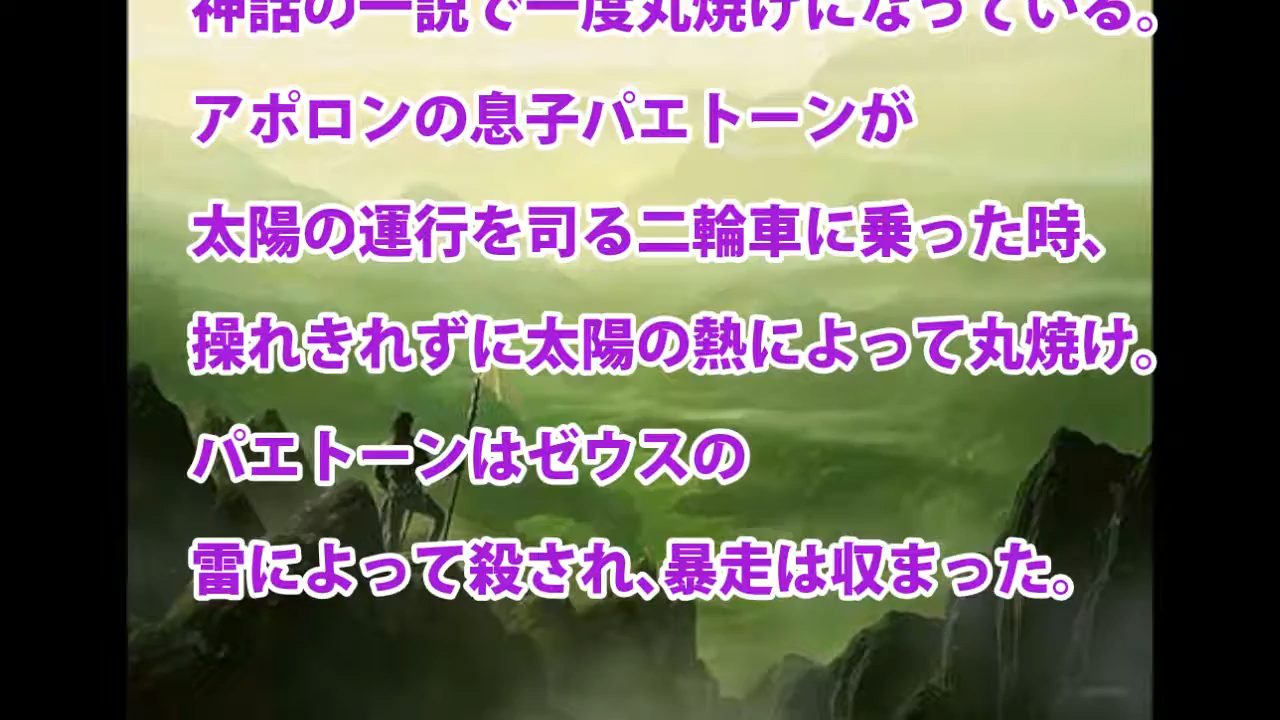 神話の一説で一度丸焼けになっている。
アポロンの息子パエトーンが
太陽の運行を司る二輪車に乗った時、
操れきれずに太陽の熱によって丸焼け。
パエトーンはゼウスの
雷によって殺され、暴走は収まった。